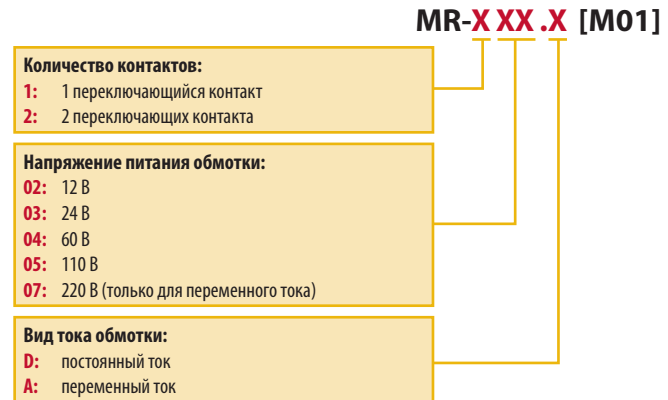 MR-X XX .X [M01]
Количество контактов:
1: 1 переключающийся контакт
2: 2 переключающих контакта
Напряжение питания обмотки:
02: 12 В
03: 24 В
04: 60 В
05: 110 В
07: 220 В (только для переменного тока)
Вид тока обмотки:
D: постоянный ток
A: переменный ток